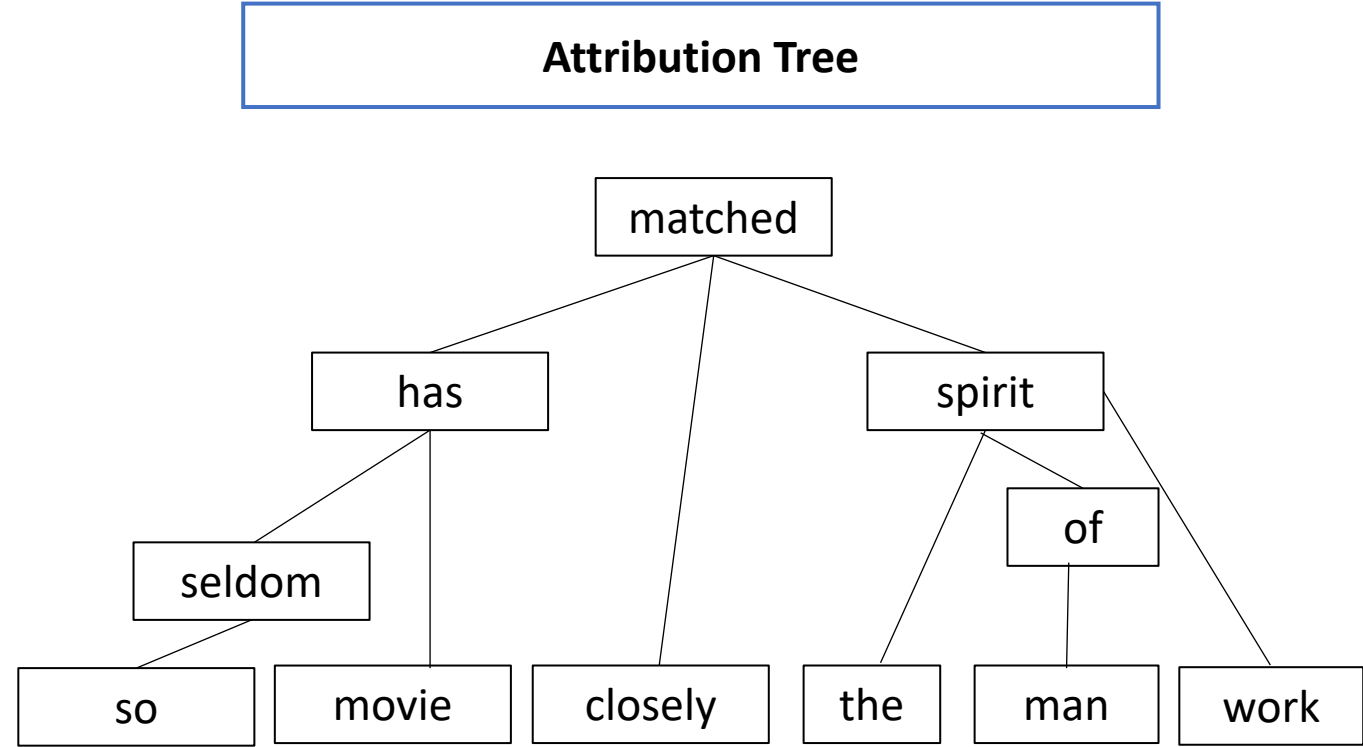 Attribution Tree
matched
has
spirit
of
seldom
so
movie
closely
the
man
work